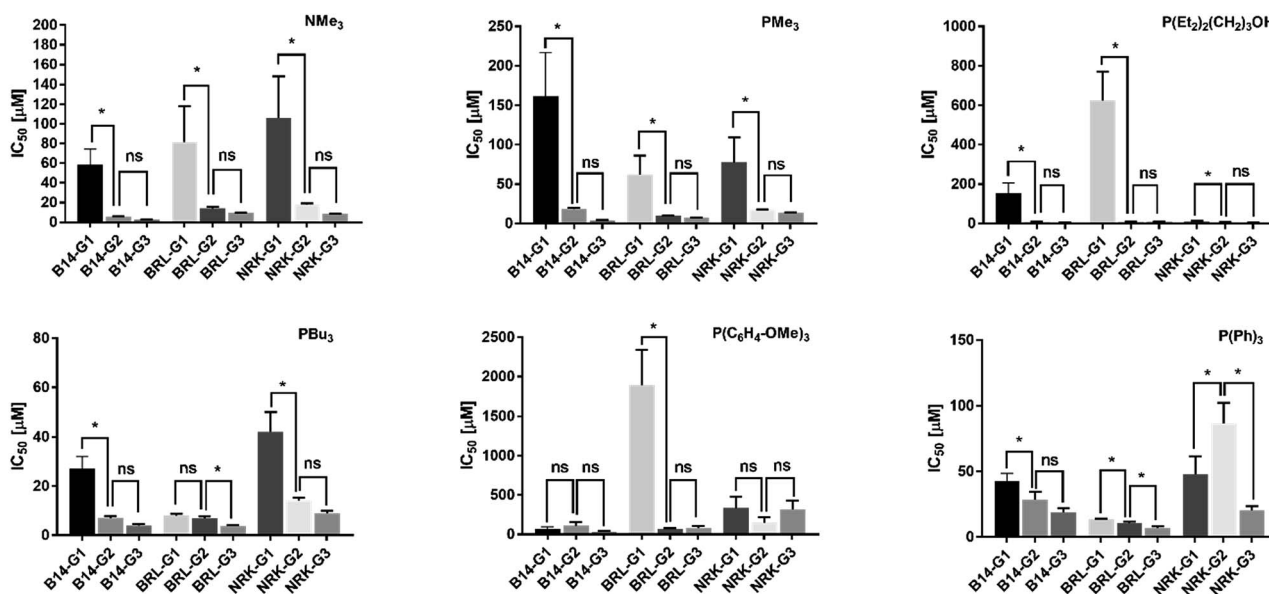 NMe3
IC50 [µM]
200
180
160
140
120
100
80
60
40
20
0
* ns * ns * ns
B14-G1 B14-G2 B14-G3 BRL-G1 BRL-G2 BRL-G3 NRK-G1 NRK-G2 NRK-G3
PMe3
IC50 [µM]
250
200
150
100
50
0
* ns * ns * ns
B14-G1 B14-G2 B14-G3 BRL-G1 BRL-G2 BRL-G3 NRK-G1 NRK-G2 NRK-G3
P(Et2)2(CH2)3OH
IC50 [µM]
1000
800
600
400
200
0
* ns * ns * ns
B14-G1 B14-G2 B14-G3 BRL-G1 BRL-G2 BRL-G3 NRK-G1 NRK-G2 NRK-G3
PBu3
IC50 [µM]
80
60
40
20
0
* ns ns * * ns
B14-G1 B14-G2 B14-G3 BRL-G1 BRL-G2 BRL-G3 NRK-G1 NRK-G2 NRK-G3
P(C6H4-OMe)3
IC50 [µM]
2500
2000
1500
1000
500
0
ns ns * ns ns ns
B14-G1 B14-G2 B14-G3 BRL-G1 BRL-G2 BRL-G3 NRK-G1 NRK-G2 NRK-G3
P(Ph)3
IC50 [µM]
150
100
50
0
* ns * * * *
B14-G1 B14-G2 B14-G3 BRL-G1 BRL-G2 BRL-G3 NRK-G1 NRK-G2 NRK-G3